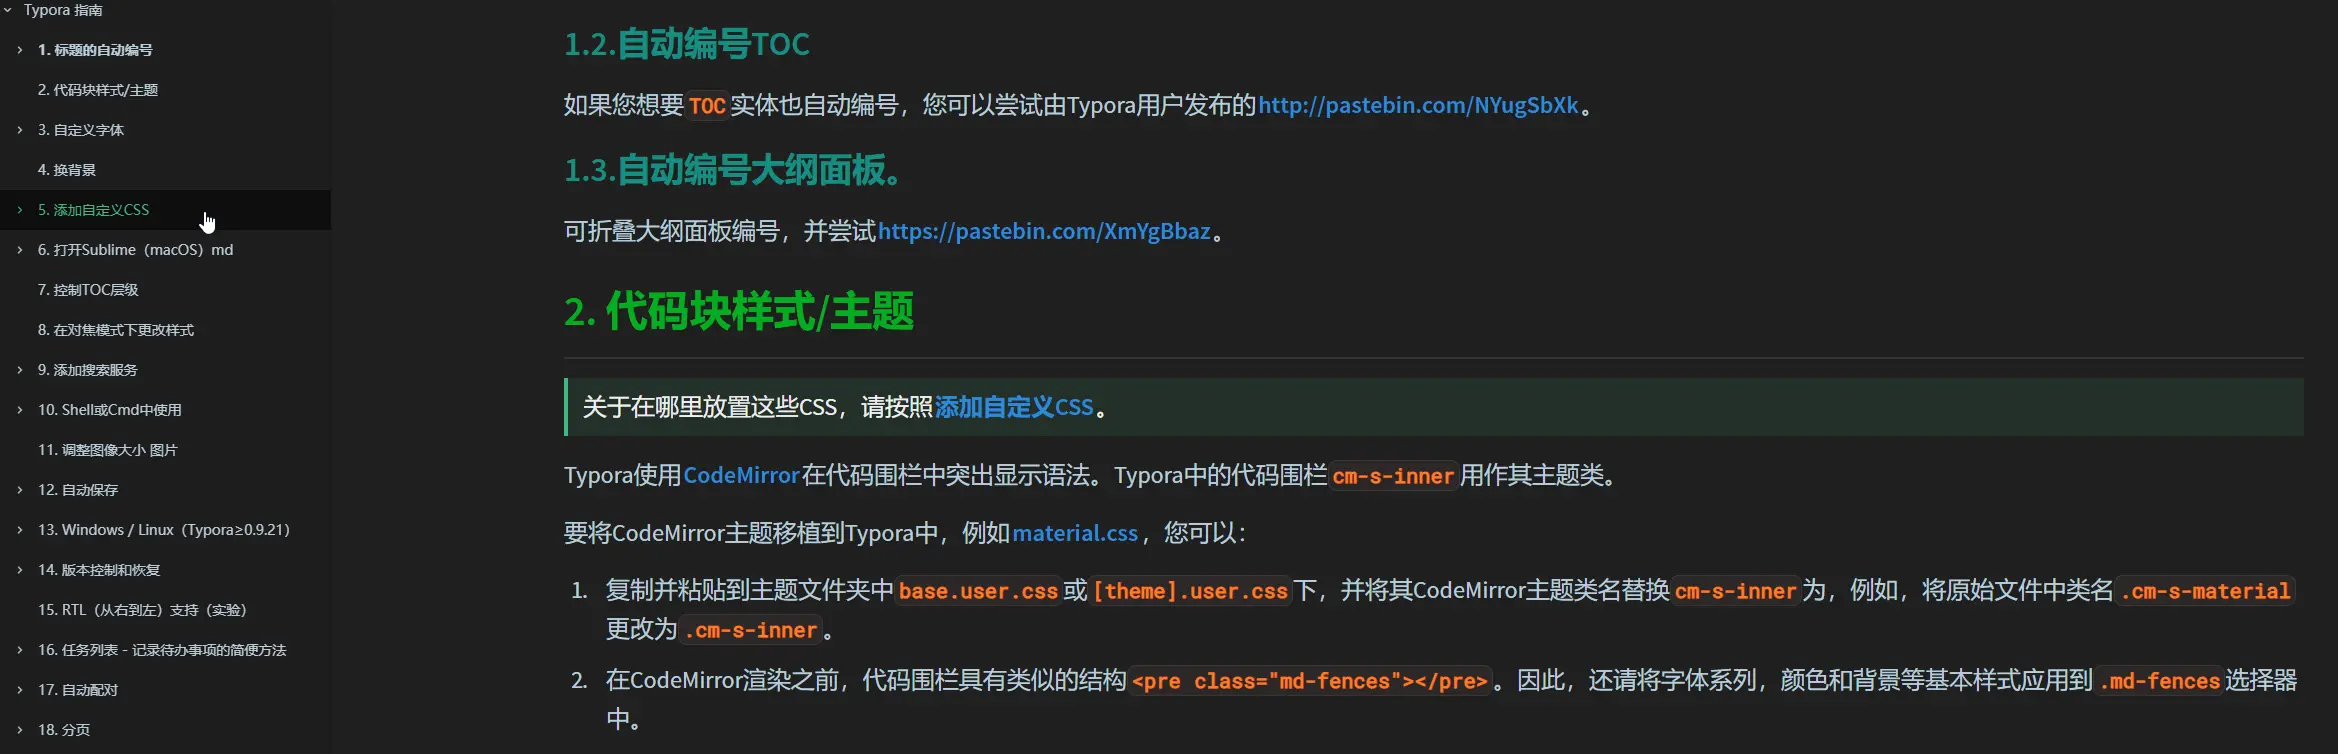 Typora 指南
1. 标题的自动编号
2. 代码块样式/主题
3. 自定义字体
4. 换背景
5. 添加自定义CSS
6. 打开Sublime（macOS）md
7. 控制TOC层级
8. 在对焦模式下更改样式
9. 添加搜索服务
10. Shell或Cmd中使用
11. 调整图像大小 图片
12. 自动保存
13. Windows / Linux（Typora≥0.9.21）
14. 版本控制和恢复
15. RTL（从右到左）支持（实验）
16. 任务列表 - 记录待办事项的简便方法
17. 自动配对
18. 分页
1.2.自动编号TOC
如果您想要TOC实体也自动编号，您可以尝试由Typora用户发布的http://pastebin.com/NYugSbXk。
1.3.自动编号大纲面板。
可折叠大纲面板编号，并尝试https://pastebin.com/XmYgBbaz。
2. 代码块样式/主题
关于在哪里放置这些CSS，请按照添加自定义CSS。
Typora使用CodeMirror在代码围栏中突出显示语法。Typora中的代码围栏cm-s-inner用作其主题类。
要将CodeMirror主题移植到Typora中，例如material.css，您可以：
1. 复制并粘贴到主题文件夹中base.user.css或[theme].user.css下，并将其CodeMirror主题类名替换cm-s-inner为，例如，将原始文件中类名.cm-s-material
更改为.cm-s-inner。
2. 在CodeMirror渲染之前，代码围栏具有类似的结构<pre class="md-fences"></pre>。因此，还请将字体系列，颜色和背景等基本样式应用到.md-fences选择器
中。